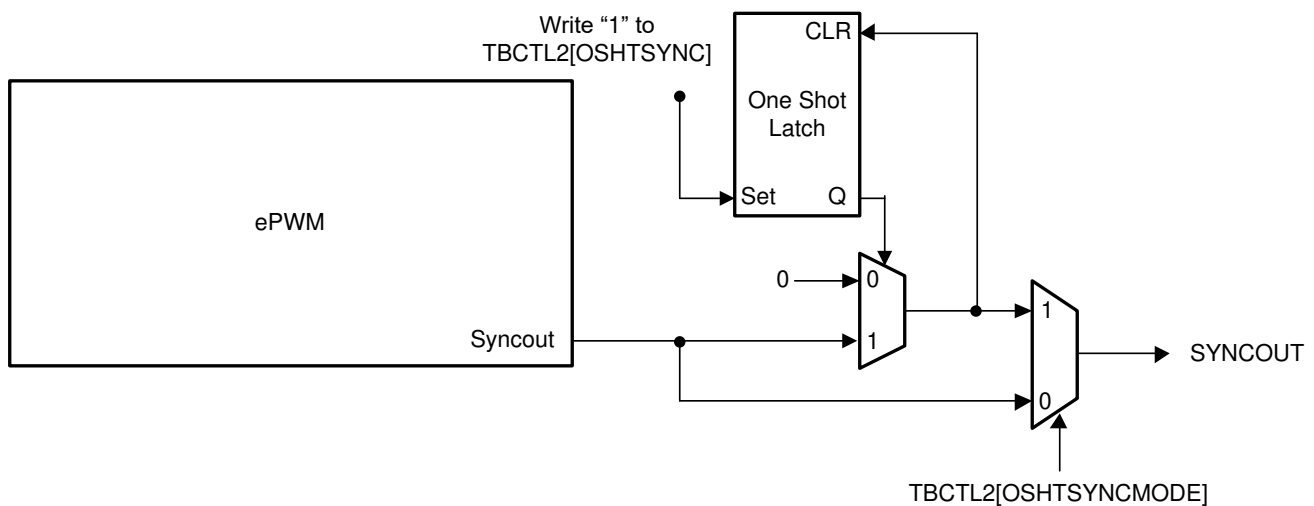 Write “1” to
TBCTL2[OSHTSYNC]
CLR
One Shot
Latch
Set
Q
ePWM
0
0
Syncout
1
1
SYNCOUT
0
TBCTL2[OSHTSYNCMODE]